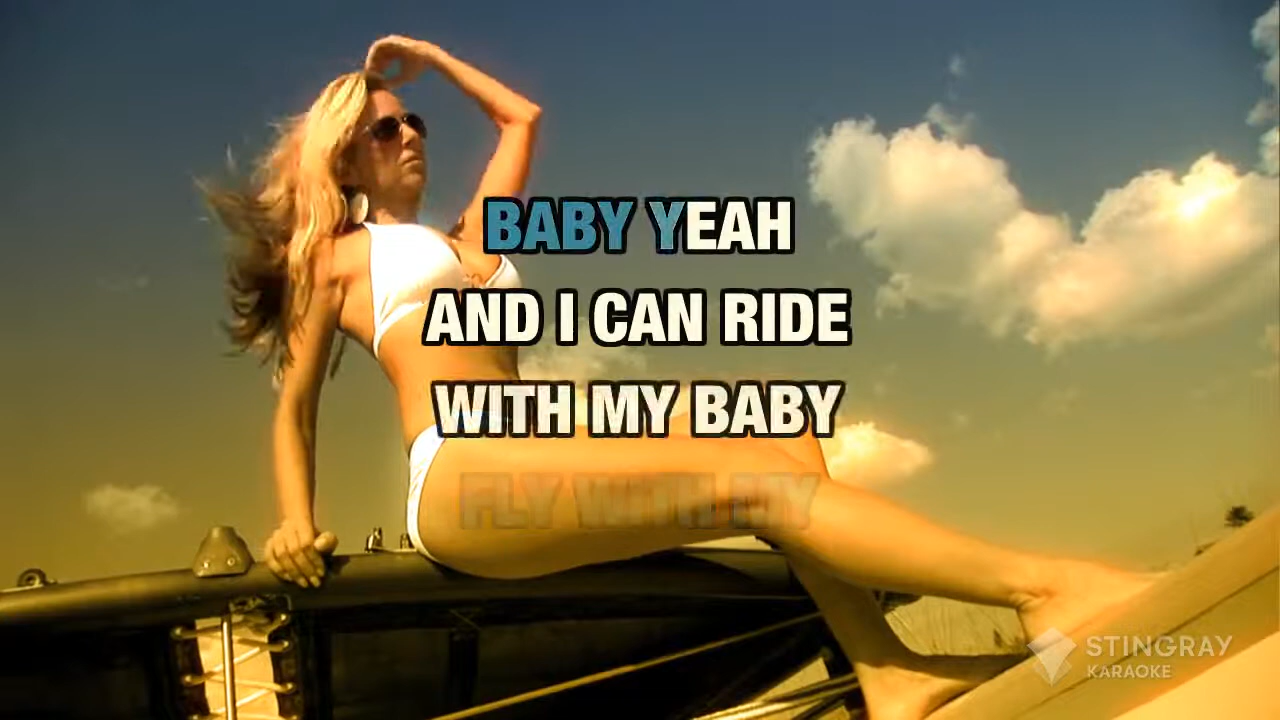 BABY YEAH
AND I CAN RIDE
WITH MY BABY
FLY WITH MY
STINGRAY
KARAOKE